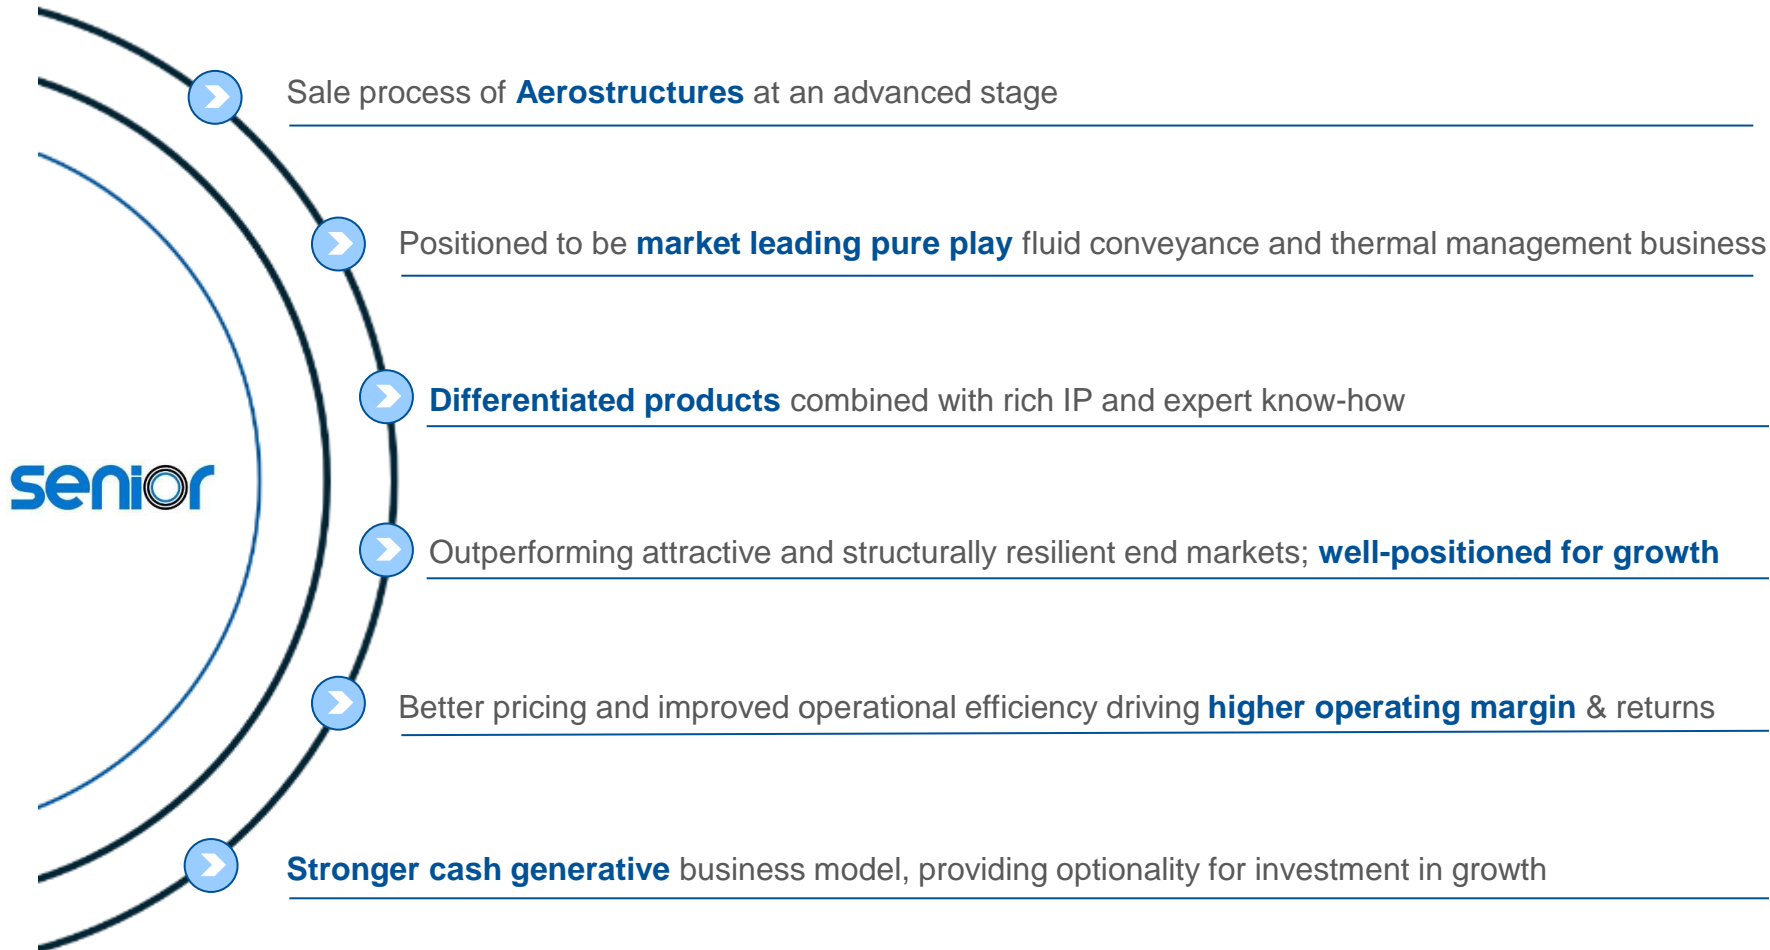 Sale process of Aerostructures at an advanced stage
Positioned to be market leading pure play fluid conveyance and thermal management business
Differentiated products combined with rich IP and expert know-how
senior
Outperforming attractive and structurally resilient end markets; well-positioned for growth
Better pricing and improved operational efficiency driving higher operating margin & returns
Stronger cash generative business model, providing optionality for investment in growth